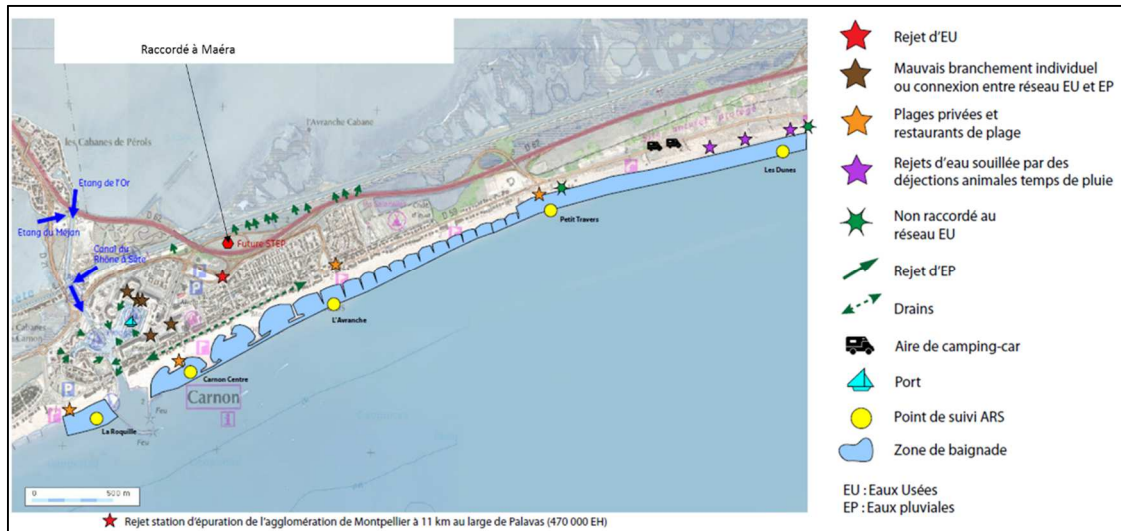 Raccordé à Maéra
les Cabanes de Pérols
l'Avranche Cabane
Etang de l'Or
Etang du Méjan
Canal du
Rhône à Sète
Future STEP
D 62
D 59
Les Dunes
Petit Travers
L'Avranche
Carnon Centre
Carnon
La Roquille
Feu
Feu
P
P
P
0 500 m
Rejet station d'épuration de l'agglomération de Montpellier à 11 km au large de Palavas (470 000 EH)
Rejet d'EU
Mauvais branchement individuel
ou connexion entre réseau EU et EP
Plages privées et
restaurants de plage
Rejets d'eau souillée par des
déjections animales temps de pluie
Non raccordé au
réseau EU
Rejet d'EP
Drains
Aire de camping-car
Port
Point de suivi ARS
Zone de baignade
EU : Eaux Usées
EP : Eaux pluviales